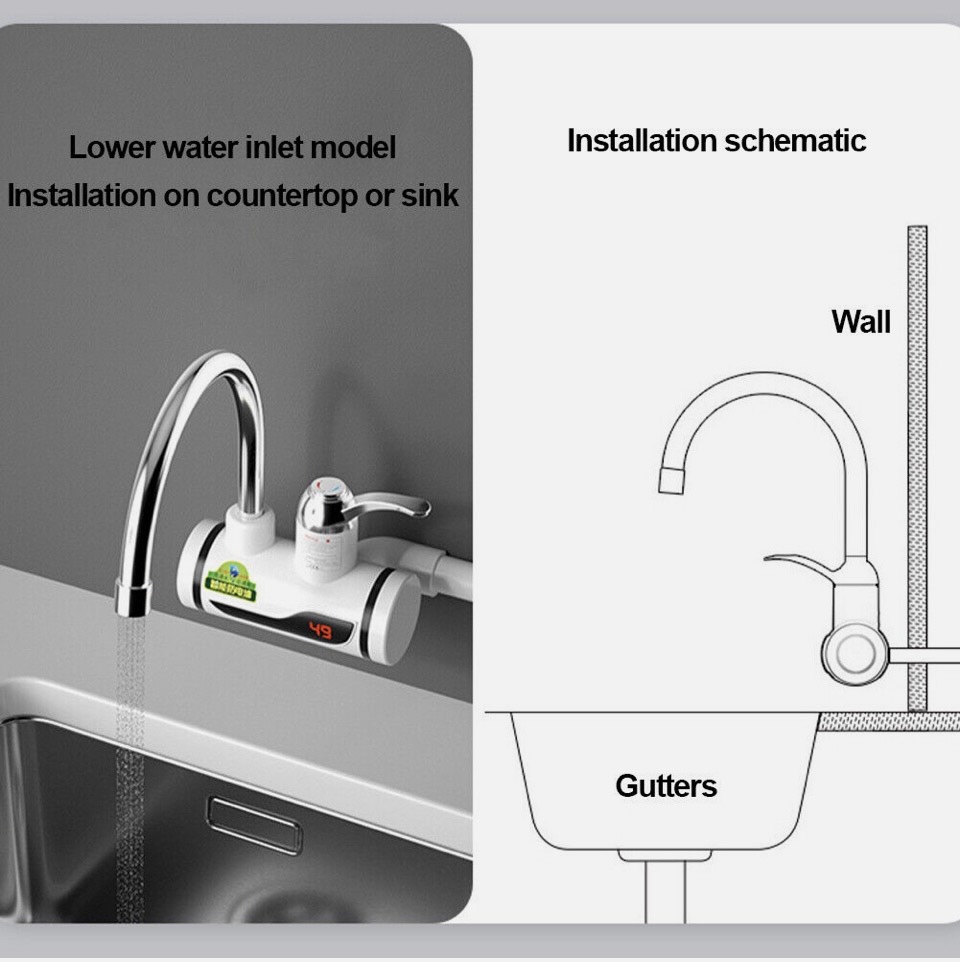 Lower water inlet model
Installation on countertop or sink
Installation schematic
Wall
49
Gutters